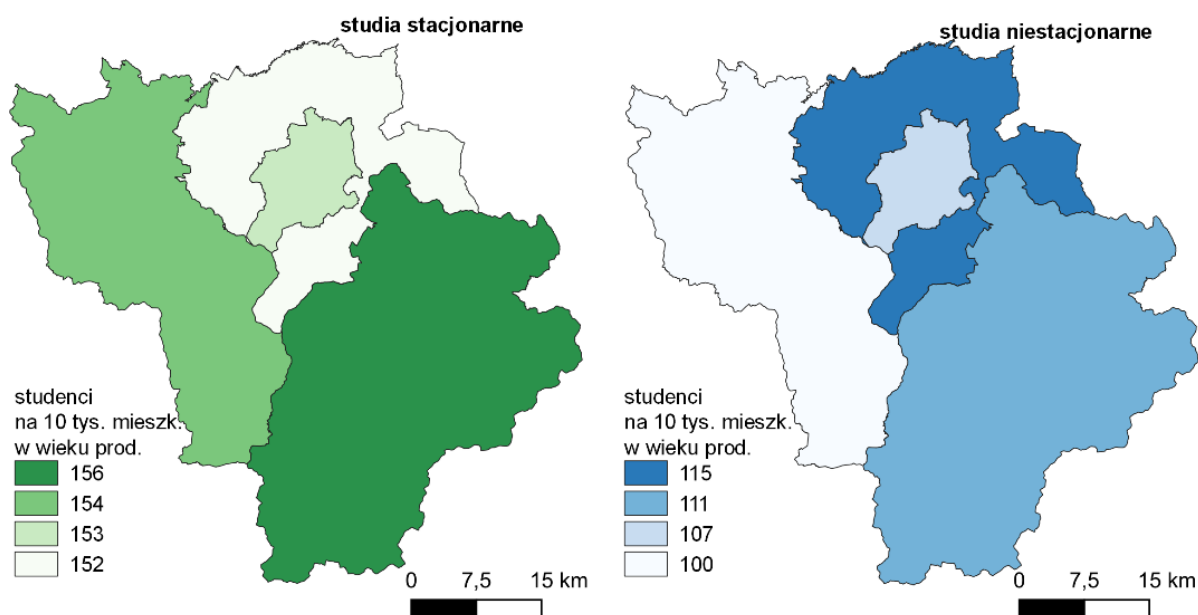 studia stacjonarne
studenci
na 10 tys. mieszk.
w wieku prod.
156
154
153
152
0 7,5 15 km
studia niestacjonarne
studenci
na 10 tys. mieszk.
w wieku prod.
115
111
107
100
0 7,5 15 km